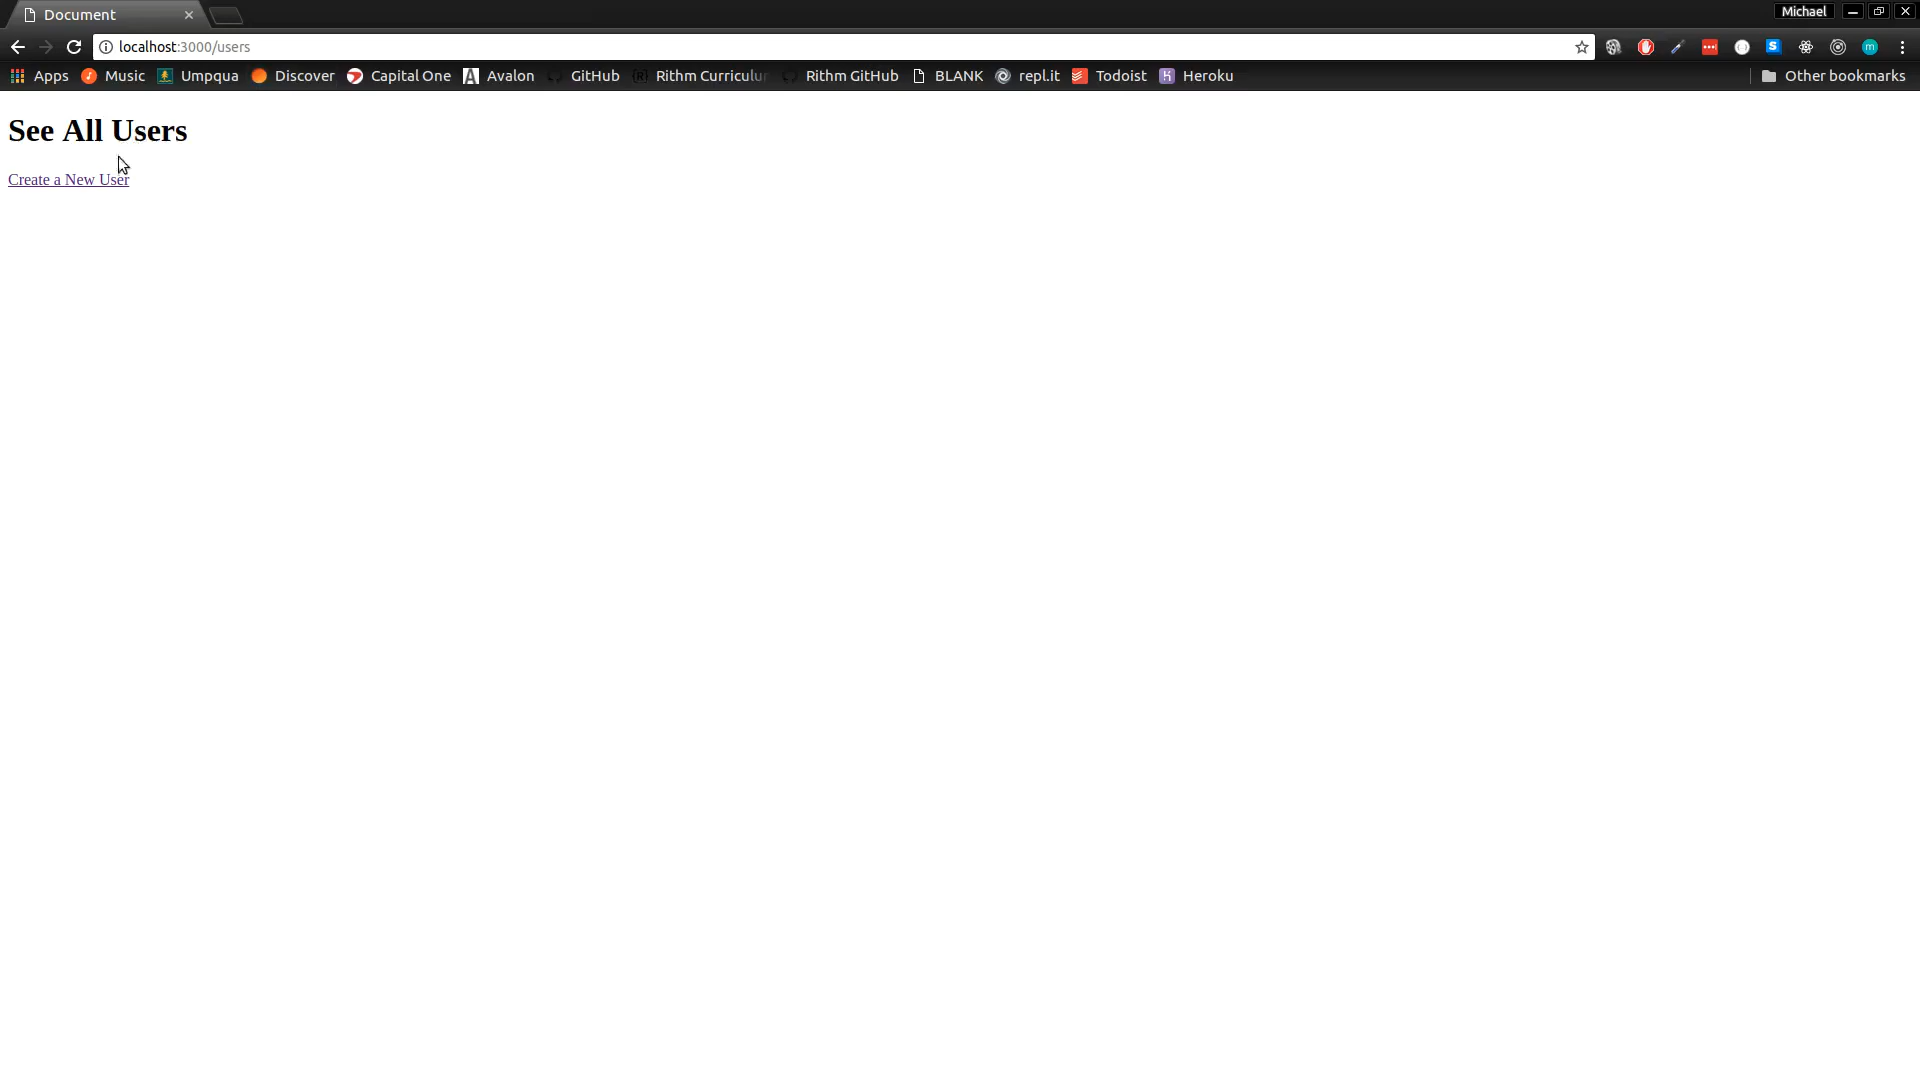 Document
Michael
localhost:3000/users
Apps Music Umpqua Discover Capital One Avalon GitHub Rithm Curriculur Rithm GitHub BLANK repl.it Todoist Heroku Other bookmarks
See All Users
Create a New User